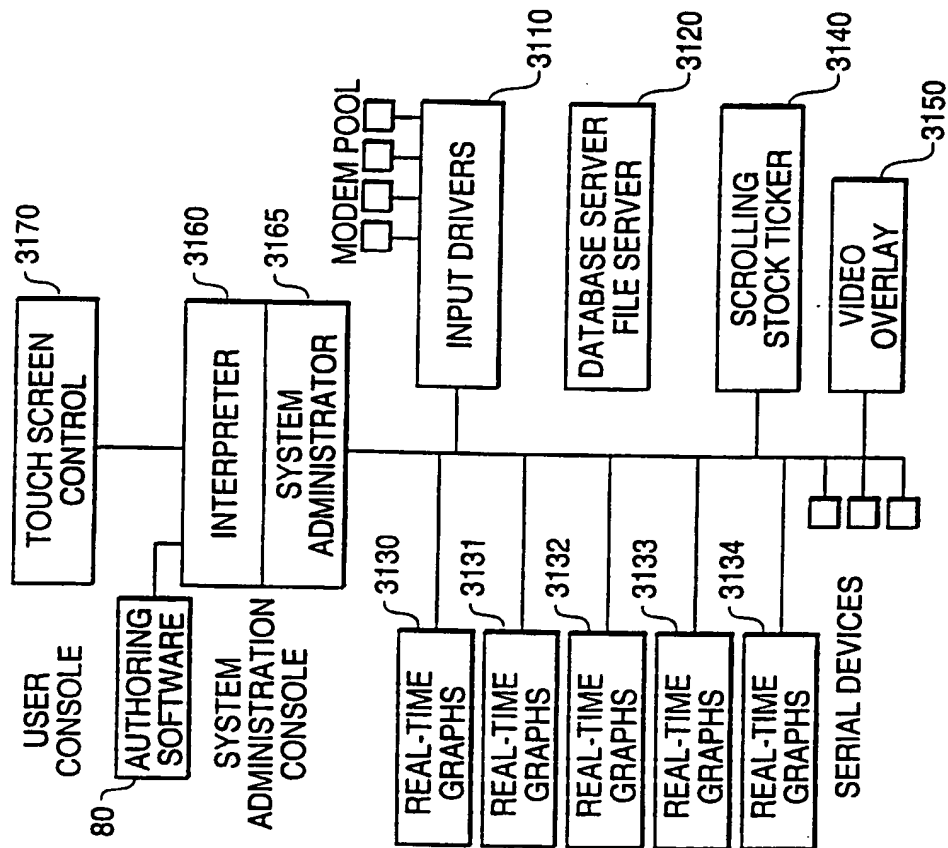 USER
CONSOLE
TOUCH SCREEN
CONTROL
3170
80
AUTHORING
SOFTWARE
SYSTEM
ADMINISTRATION
CONSOLE
INTERPRETER
3160
SYSTEM
ADMINISTRATOR
3165
MODEM POOL
INPUT DRIVERS
3110
DATABASE SERVER
FILE SERVER
3120
SCROLLING
STOCK TICKER
3140
VIDEO
OVERLAY
3150
REAL-TIME
GRAPHS
3130
REAL-TIME
GRAPHS
3131
REAL-TIME
GRAPHS
3132
REAL-TIME
GRAPHS
3133
REAL-TIME
GRAPHS
3134
SERIAL DEVICES